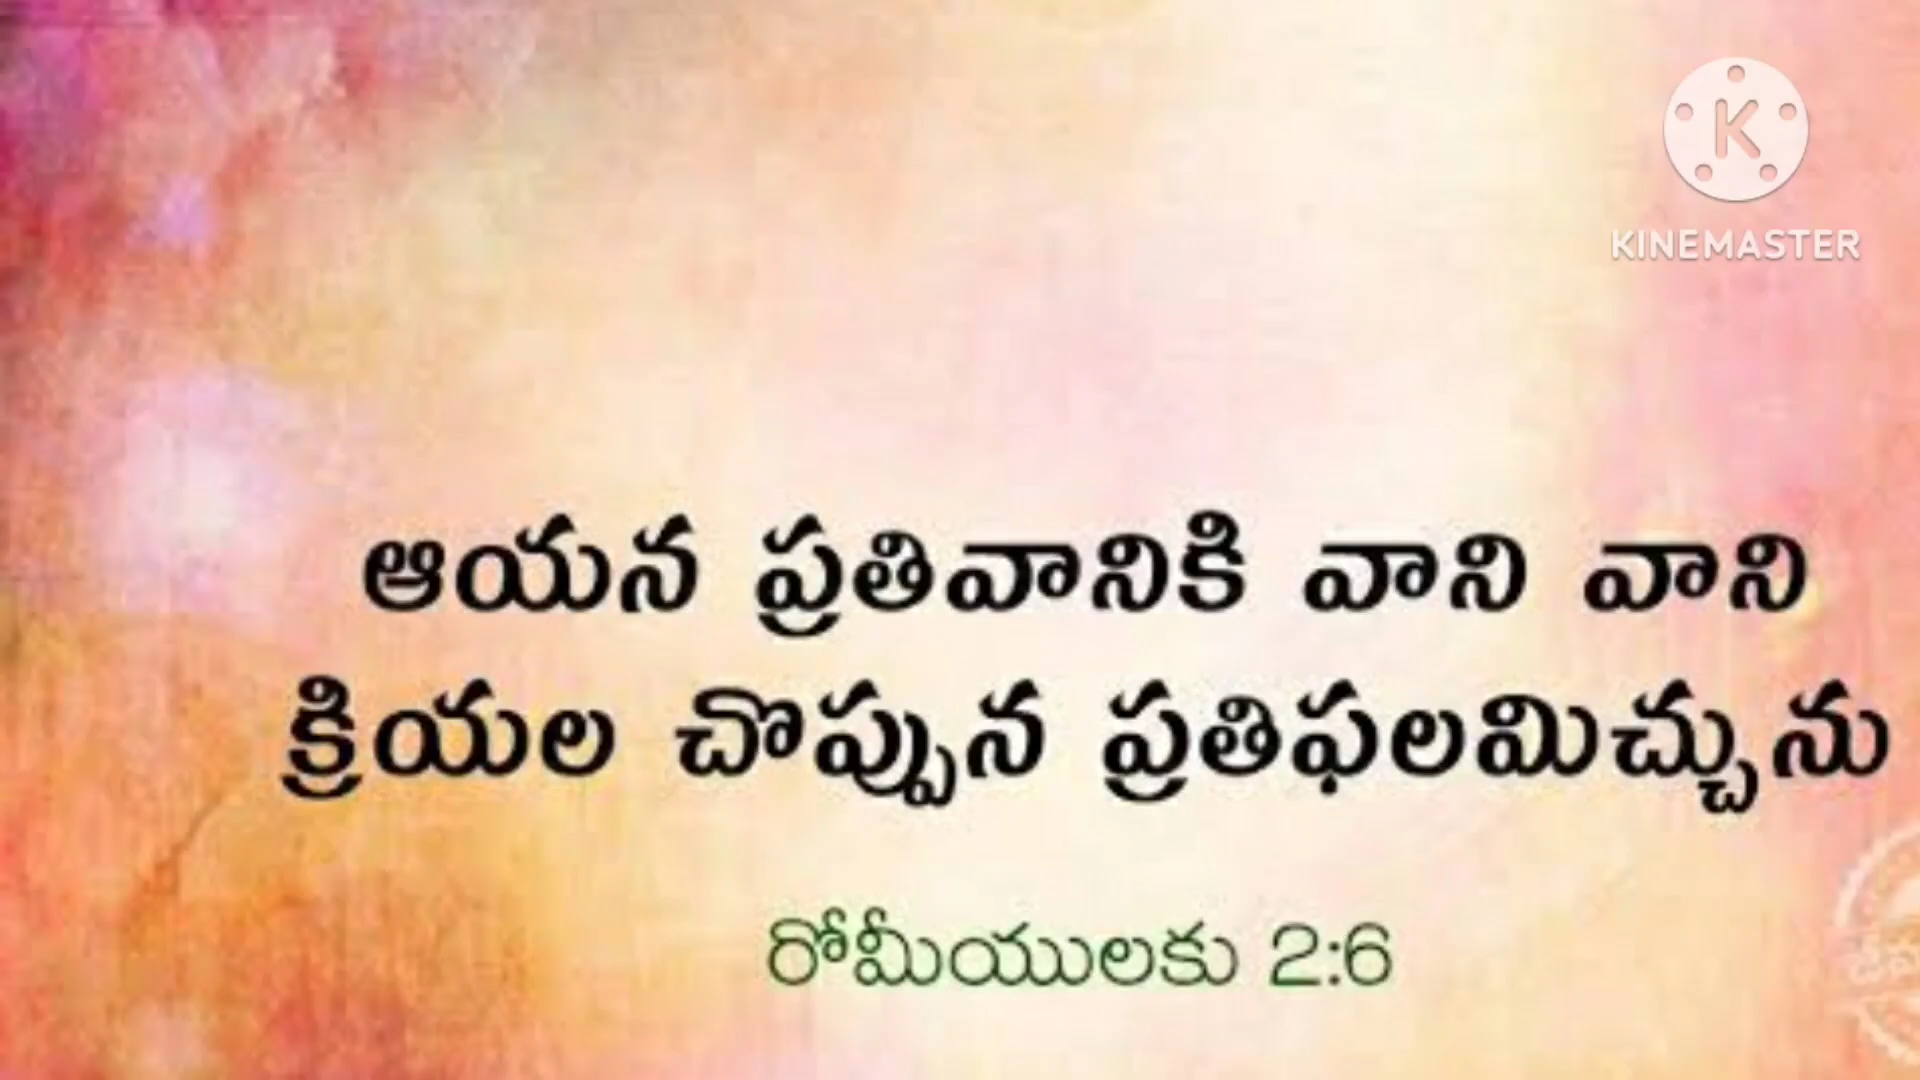 KINEMASTER
ఆయన ప్రతివానికి వాని వాని
క్రియల చొప్పున ప్రతిఫలమిచ్చును
రోమీయులకు 2:6